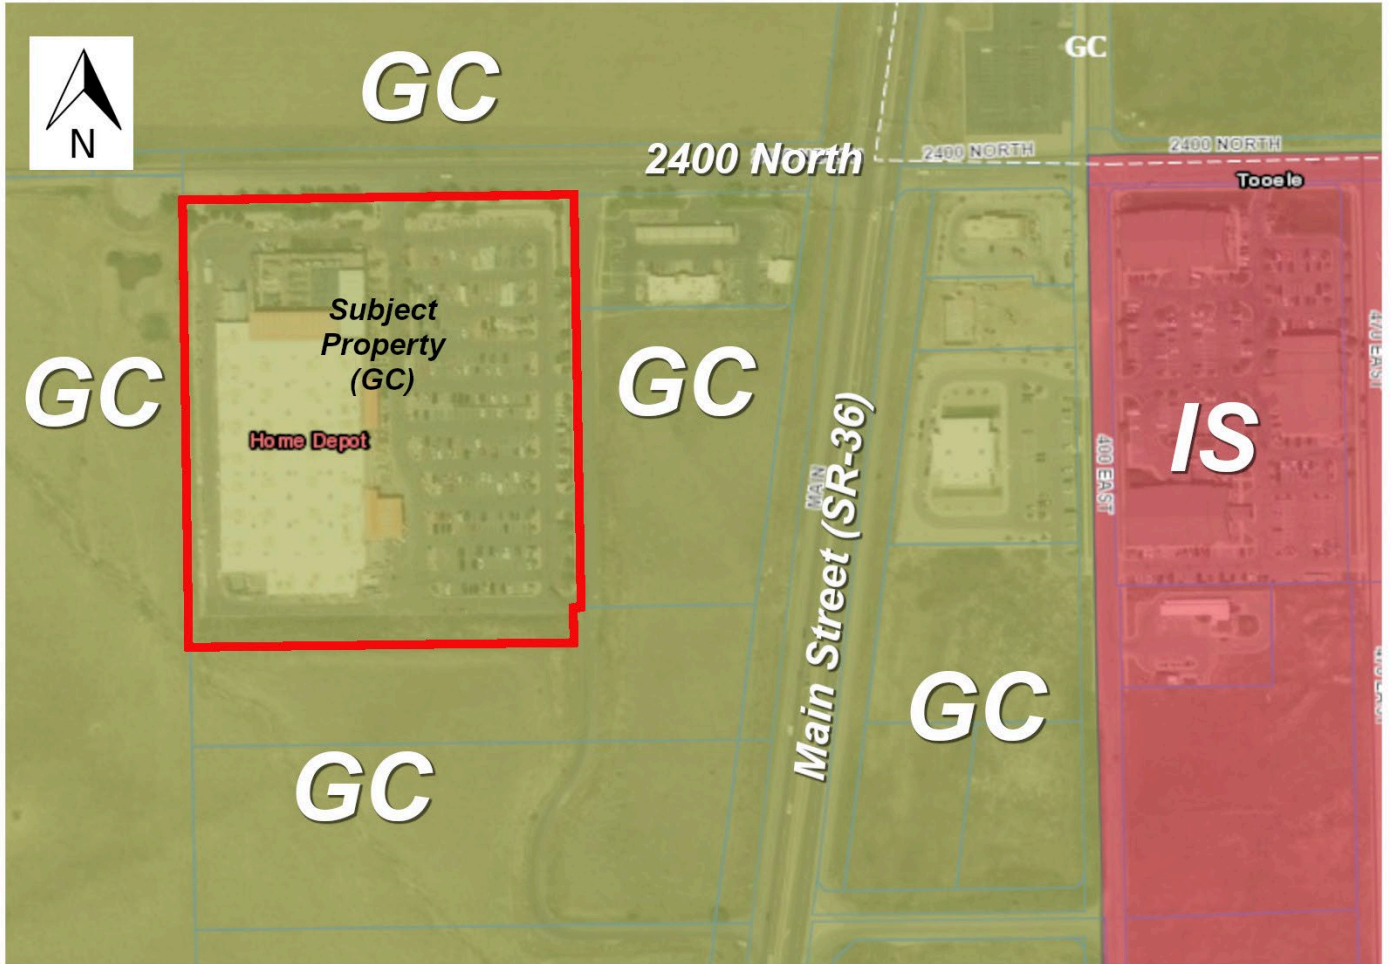 GC
GC
N
2400 North
2400 NORTH
2400 NORTH
Tooele
Subject
Property
(GC)
GC
GC
Home Depot
IS
470 EAST
400 EAST
MAIN
Main Street (SR-36)
GC
GC